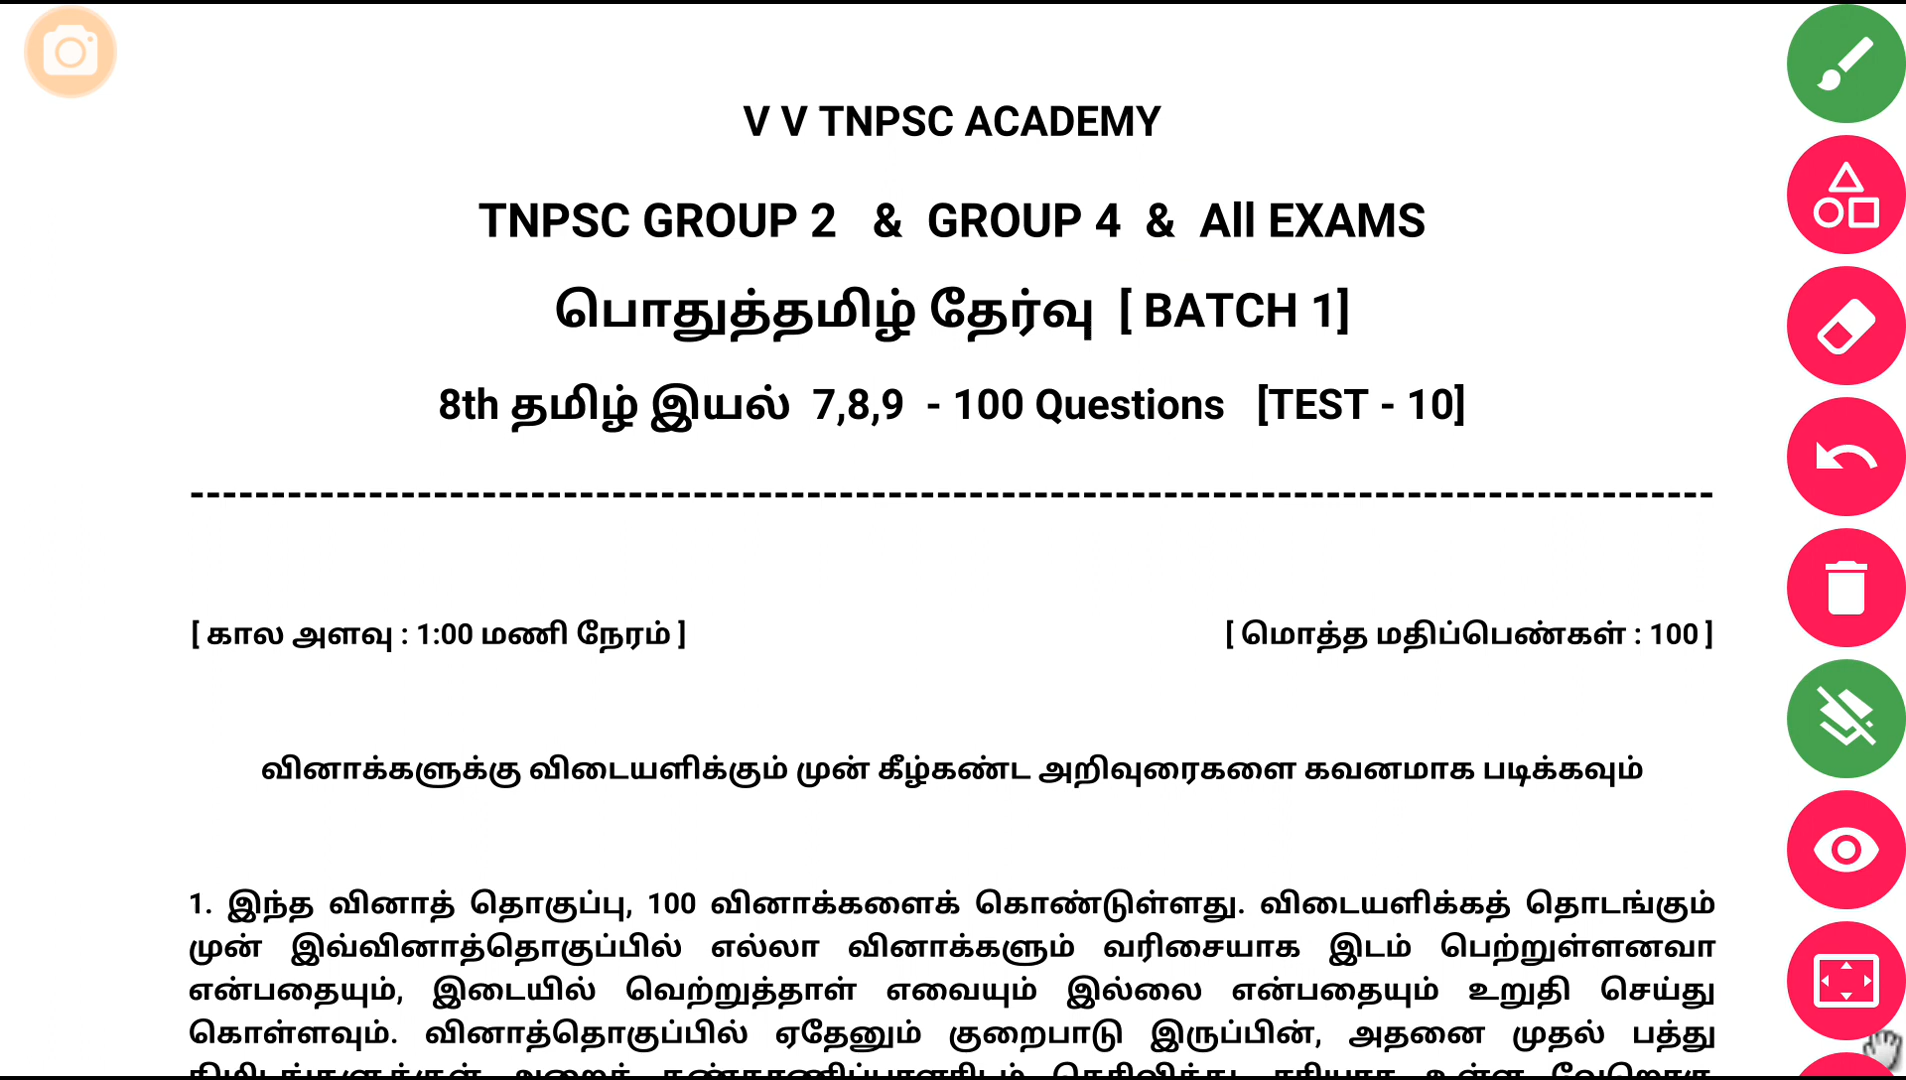 V V TNPSC ACADEMY
TNPSC GROUP 2 & GROUP 4 & All EXAMS
பொதுத்தமிழ் தேர்வு [ BATCH 1]
8th தமிழ் இயல் 7,8,9 - 100 Questions [TEST - 10]
-----------------------------------------------------------------------------------------------
[ கால அளவு : 1:00 மணி நேரம் ] [ மொத்த மதிப்பெண்கள் : 100 ]
வினாக்களுக்கு விடையளிக்கும் முன் கீழ்கண்ட அறிவுரைகளை கவனமாக படிக்கவும்
1. இந்த வினாத் தொகுப்பு, 100 வினாக்களைக் கொண்டுள்ளது. விடையளிக்கத் தொடங்கும்
முன் இவ்வினாத்தொகுப்பில் எல்லா வினாக்களும் வரிசையாக இடம் பெற்றுள்ளனவா
என்பதையும், இடையில் வெற்றுத்தாள் எவையும் இல்லை என்பதையும் உறுதி செய்து
கொள்ளவும். வினாத்தொகுப்பில் ஏதேனும் குறைபாடு இருப்பின், அதனை முதல் பத்து